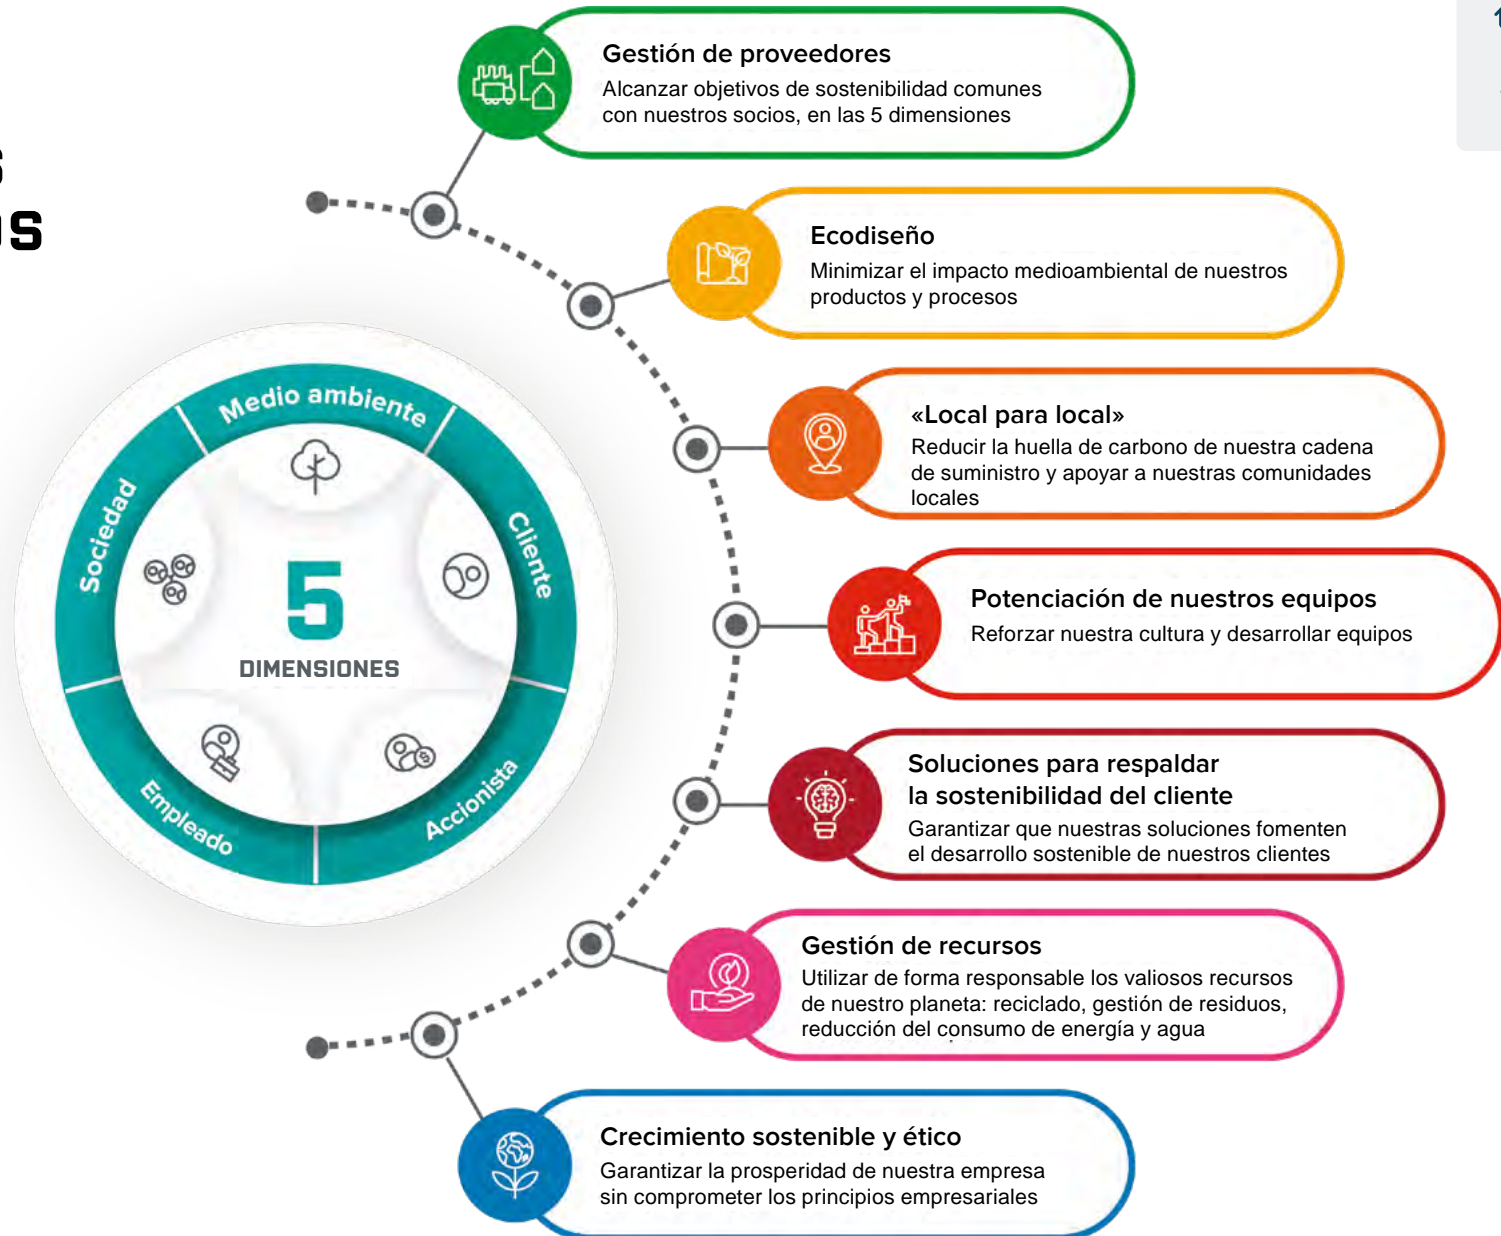 Gestión de proveedores
Alcanzar objetivos de sostenibilidad comunes
con nuestros socios, en las 5 dimensiones
Ecodiseño
Minimizar el impacto medioambiental de nuestros
productos y procesos
«Local para local»
Reducir la huella de carbono de nuestra cadena
de suministro y apoyar a nuestras comunidades
locales
Potenciación de nuestros equipos
Reforzar nuestra cultura y desarrollar equipos
Soluciones para respaldar
la sostenibilidad del cliente
Garantizar que nuestras soluciones fomenten
el desarrollo sostenible de nuestros clientes
Gestión de recursos
Utilizar de forma responsable los valiosos recursos
de nuestro planeta: reciclado, gestión de residuos,
reducción del consumo de energía y agua
Crecimiento sostenible y ético
Garantizar la prosperidad de nuestra empresa
sin comprometer los principios empresariales
Medio ambiente
Cliente
Accionista
Empleado
Sociedad
5
DIMENSIONES